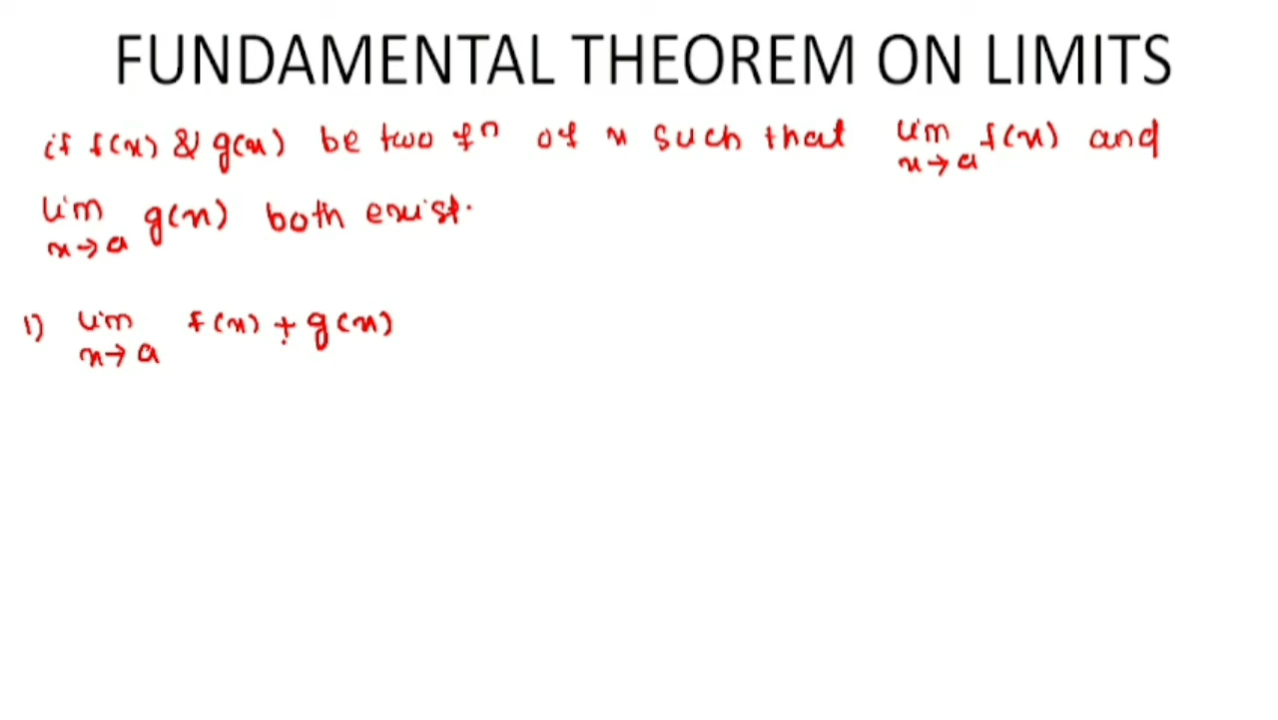 FUNDAMENTAL THEOREM ON LIMITS
if f(x) & g(x) be two fn of x such that lim x→a f(x) and
lim x→a g(x) both exist.
1) lim x→a f(x) + g(x)